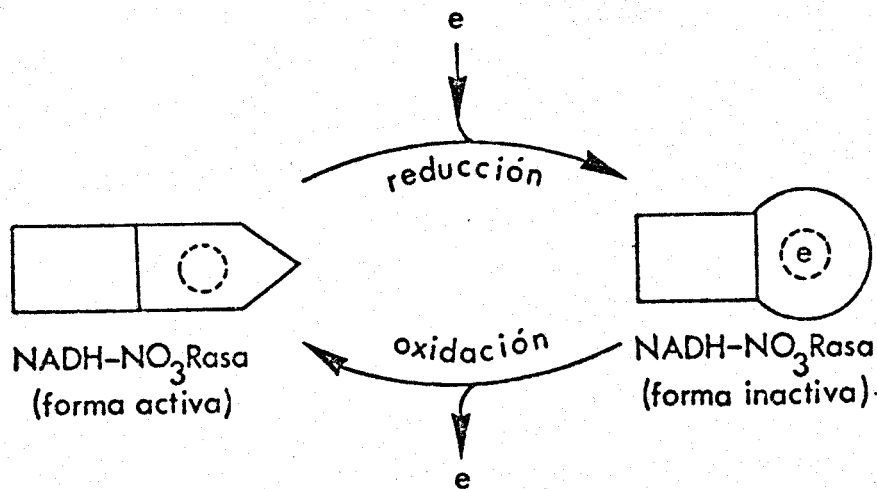 e
reducción
e
NADH-NO₃Rasa
(forma activa)
oxidación
NADH-NO₃Rasa
(forma inactiva)
e